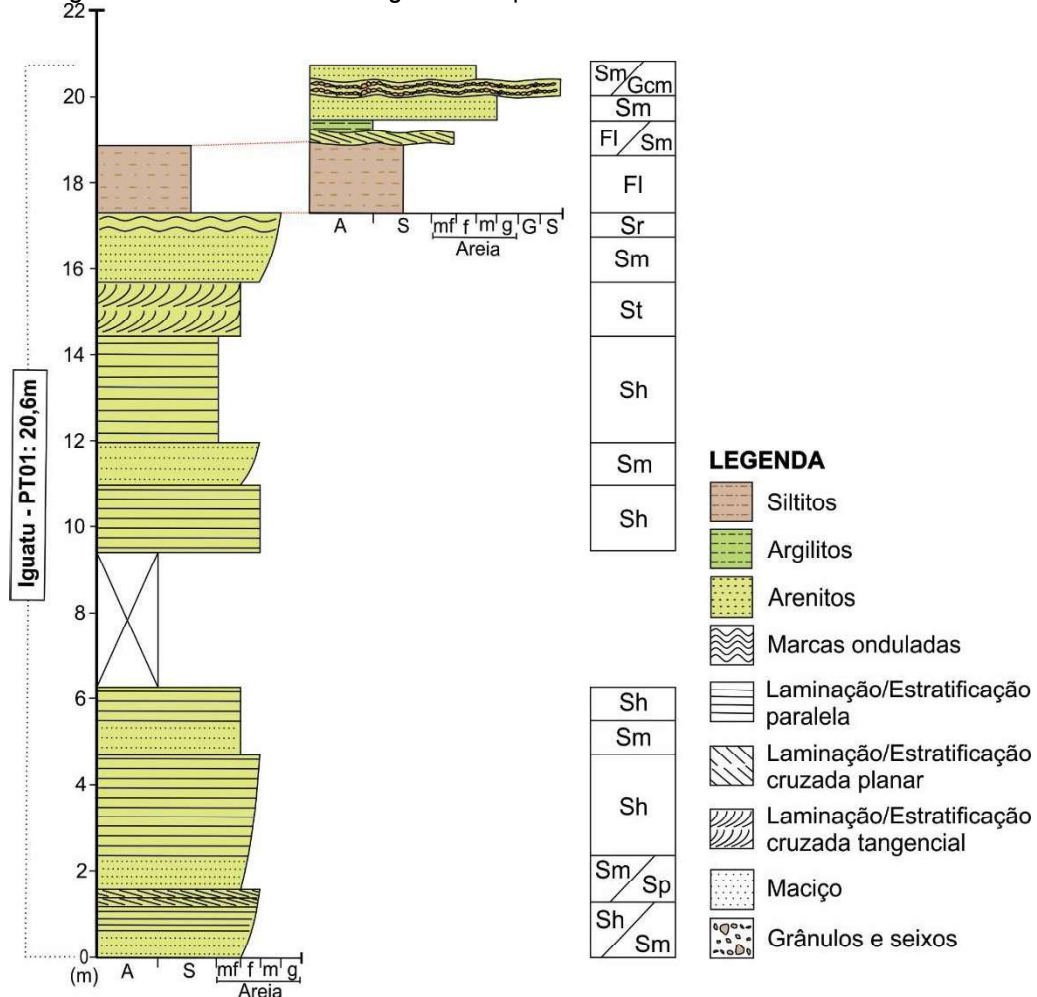 22
20
18
16
14
12
10
8
6
4
2
0
(m)
Iguatu - PT01: 20,6m
A S mf f m g G S
Areia
A S mf f m g
Areia
Sm/Gcm
Sm
Fl/Sm
Fl
Sr
Sm
St
Sh
Sm
Sh
Sh
Sm
Sh
Sm/Sp
Sh/Sm
LEGENDA
Siltitos
Argilitos
Arenitos
Marcas onduladas
Laminação/Estratificação
paralela
Laminação/Estratificação
cruzada planar
Laminação/Estratificação
cruzada tangencial
Maciço
Grânulos e seixos